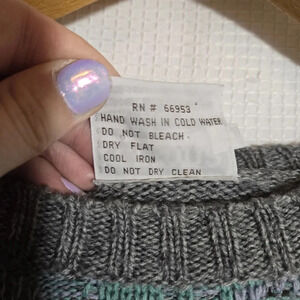 RN # 66953
HAND WASH IN COLD WATER
DO NOT BLEACH
DRY FLAT
COOL IRON
DO NOT DRY CLEAN